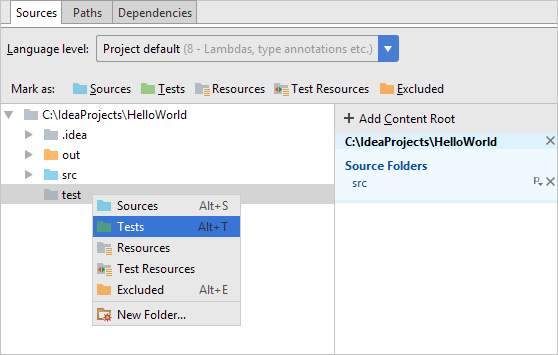 Sources Paths Dependencies
Language level: Project default (8 - Lambdas, type annotations etc.)
Mark as: Sources Tests Resources Test Resources Excluded
C:\IdeaProjects\HelloWorld
.idea
out
src
test
Sources Alt+S
Tests Alt+T
Resources
Test Resources
Excluded Alt+E
New Folder...
+ Add Content Root
C:\IdeaProjects\HelloWorld
Source Folders
src P